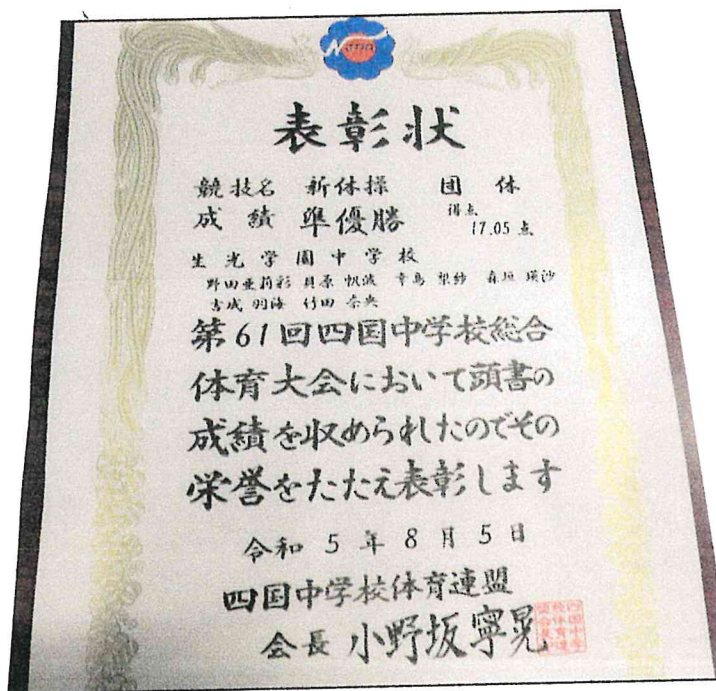 表彰状
競技名 新体操 団体
成績 準優勝 得点 17.05点
生光学園中学校
野田亜莉彩 貝原帆波 幸島梨紗 森垣瑛沙
吉成羽海 竹田奈央
第61回四国中学校総合
体育大会において頭書の
成績を収められたのでその
栄誉をたたえ表彰します
令和5年8月5日
四国中学校体育連盟
会長 小野坂寧晃